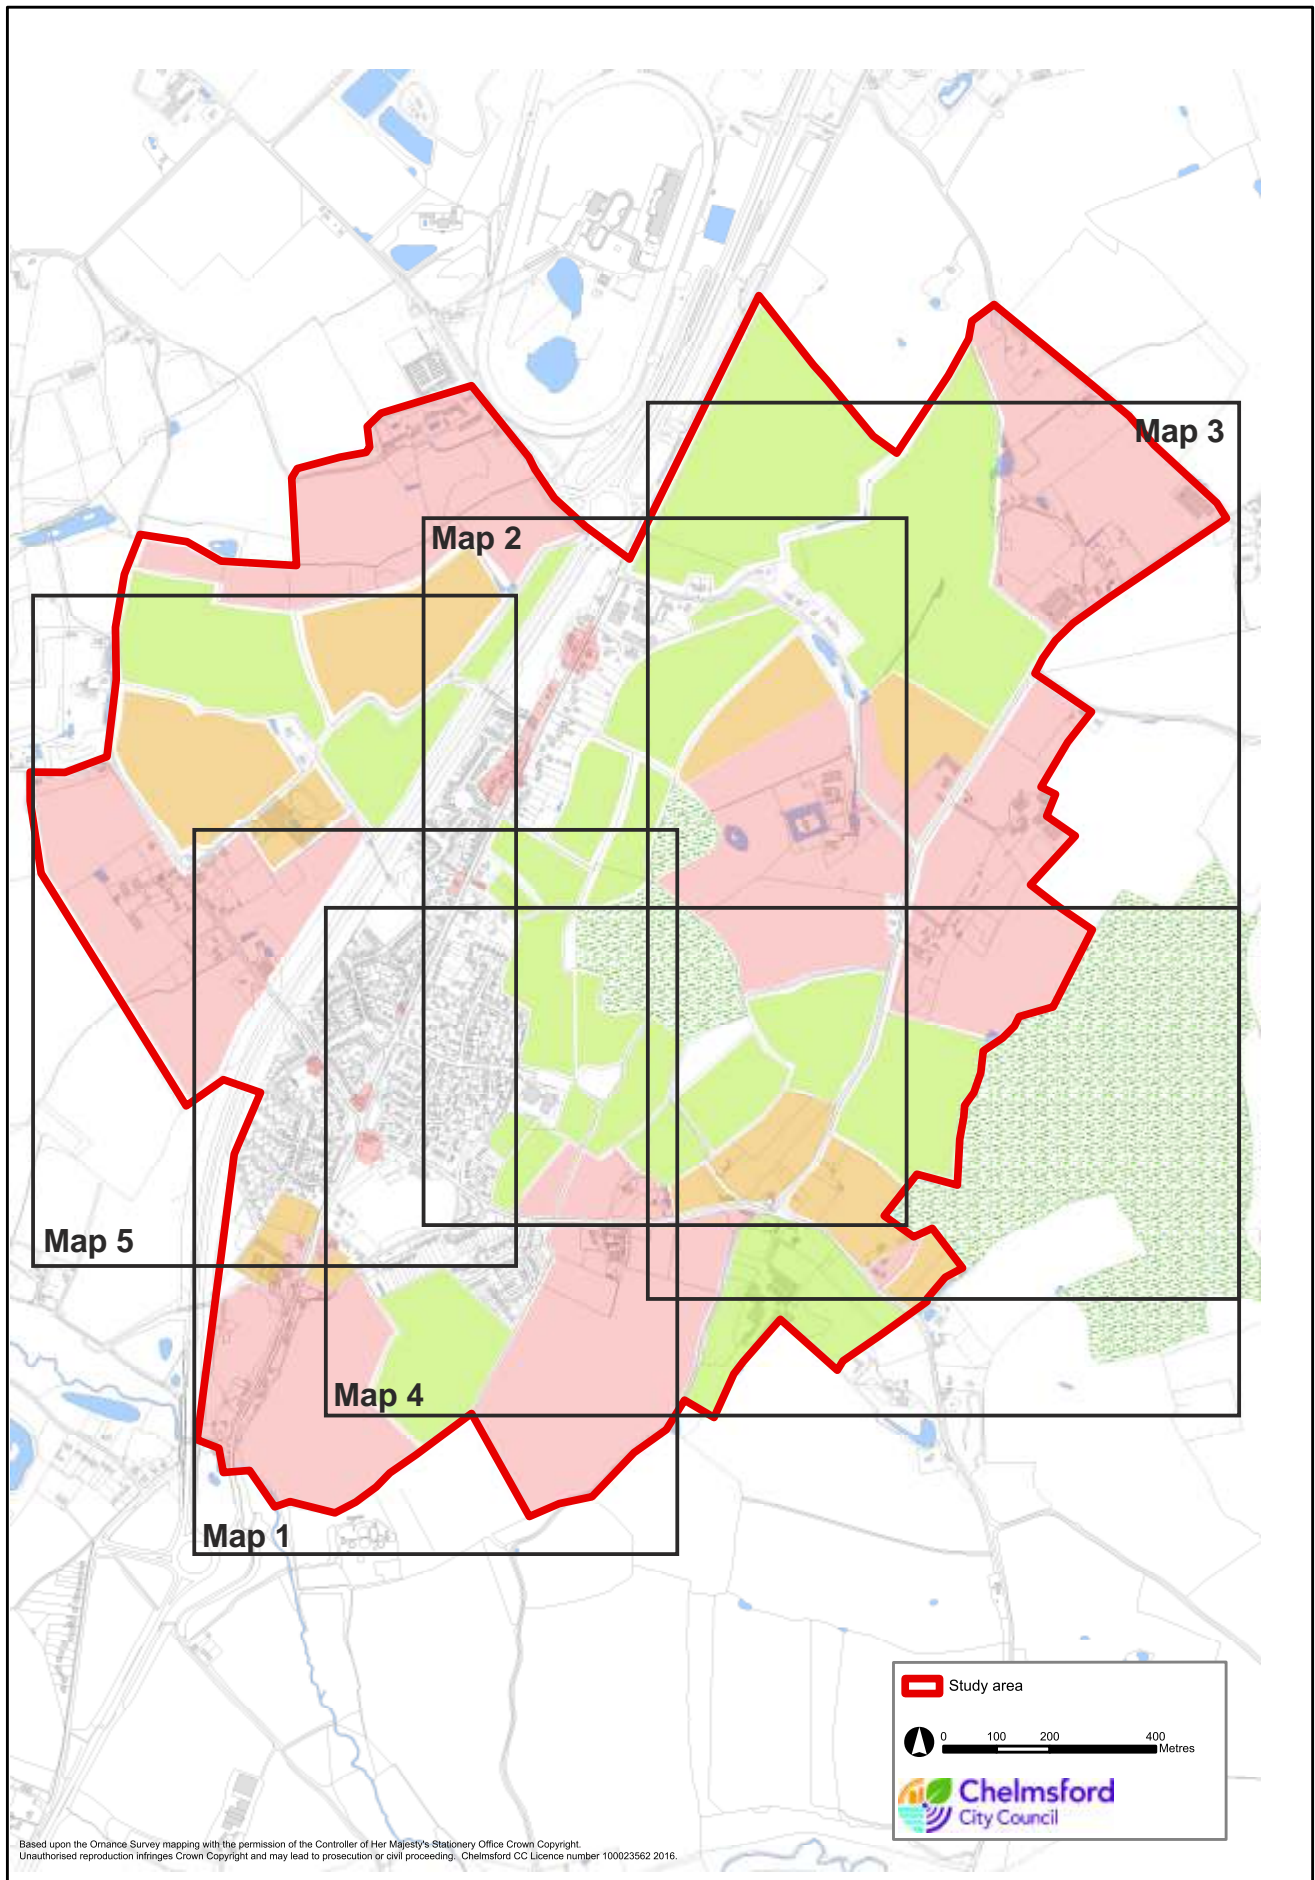 Map 3
Map 2
Map 5
Map 4
Map 1
Study area
0 100 200 400
Metres
Chelmsford
City Council
Based upon the Ornance Survey mapping with the permission of the Controller of Her Majesty's Stationery Office Crown Copyright.
Unauthorised reproduction infringes Crown Copyright and may lead to prosecution or civil proceeding. Chelmsford CC Licence number 100023562 2016.